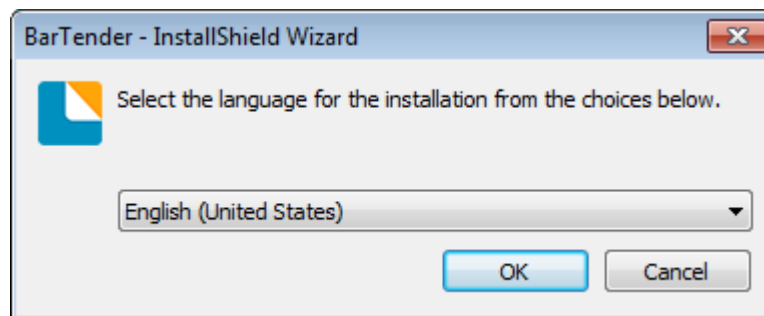 BarTender - InstallShield Wizard
Select the language for the installation from the choices below.
English (United States)
OK
Cancel